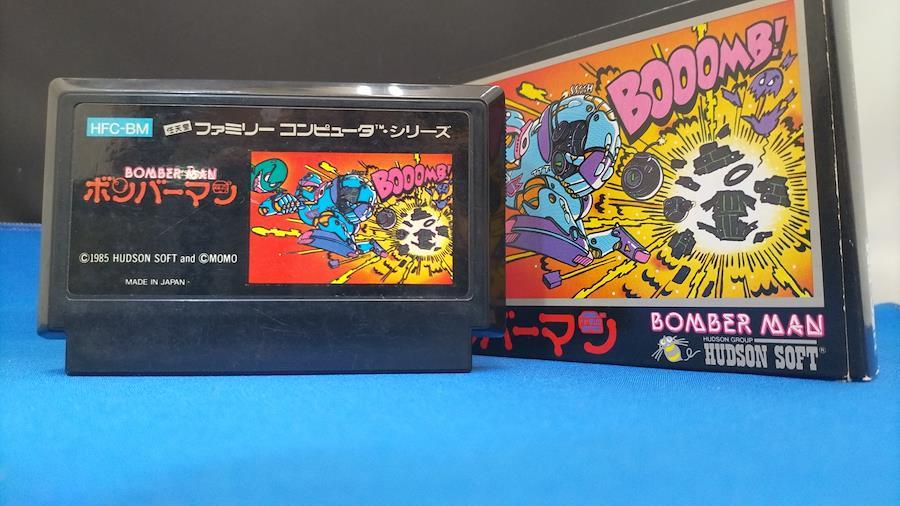 HFC-BM
任天堂 ファミリー コンピュータ™・シリーズ
BOMBER MAN
ボンバーマン
BOOOMB!
©1985 HUDSON SOFT and ©MOMO
MADE IN JAPAN
BOOOMB!
バーマン
BOMBER MAN
HUDSON GROUP
HUDSON SOFT®